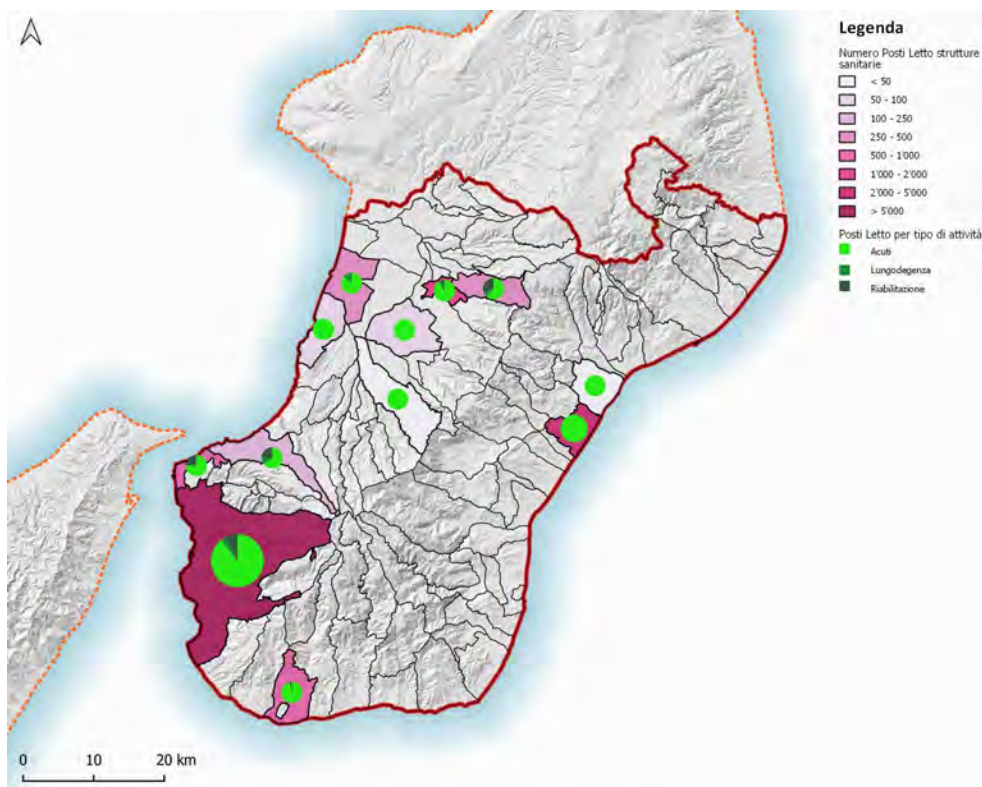 Legenda
Numero Posti Letto strutture
sanitarie
< 50
50 - 100
100 - 250
250 - 500
500 - 1'000
1'000 - 2'000
2'000 - 5'000
> 5'000
Posti Letto per tipo di attività
Acuti
Lungodegenza
Riabilitazione
0 10 20 km